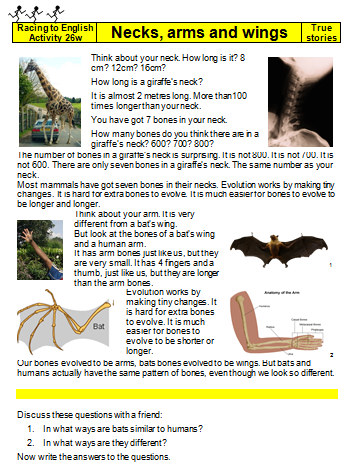 Racing to English
Activity 26w
Necks, arms and wings
True
stories
Think about your neck. How long is it? 8
cm? 12cm? 16cm?
How long is a giraffe's neck?
It is almost 2 metres long. More than100
times longer than your neck.
You have got 7 bones in your neck.
How many bones do you think there are in a
giraffe's neck? 600? 700? 800?
The number of bones in a giraffe's neck is surprising. It is not 800. It is not 700. It is
not 600. There are only seven bones in a giraffe's neck. The same number as your
neck.
Most mammals have got seven bones in their necks. Evolution works by making tiny
changes. It is hard for extra bones to evolve. It is much easier for bones to evolve to
be longer and longer.
Think about your arm. It is very
different from a bat's wing.
But look at the bones of a bat's wing
and a human arm.
It has arm bones just like us, but they
are very small. It has 4 fingers and a
thumb, just like us, but they are longer
than the arm bones.
1
Evolution works by
making tiny changes. It
is hard for extra bones
to evolve. It is much
easier for bones to
evolve to be shorter or
longer.
Bat
Anatomy of the Arm
2
Our bones evolved to be arms, bats bones evolved to be wings. But bats and
humans actually have the same pattern of bones, even though we look so different.
Discuss these questions with a friend:
1. In what ways are bats similar to humans?
2. In what ways are they different?
Now write the answers to the questions.